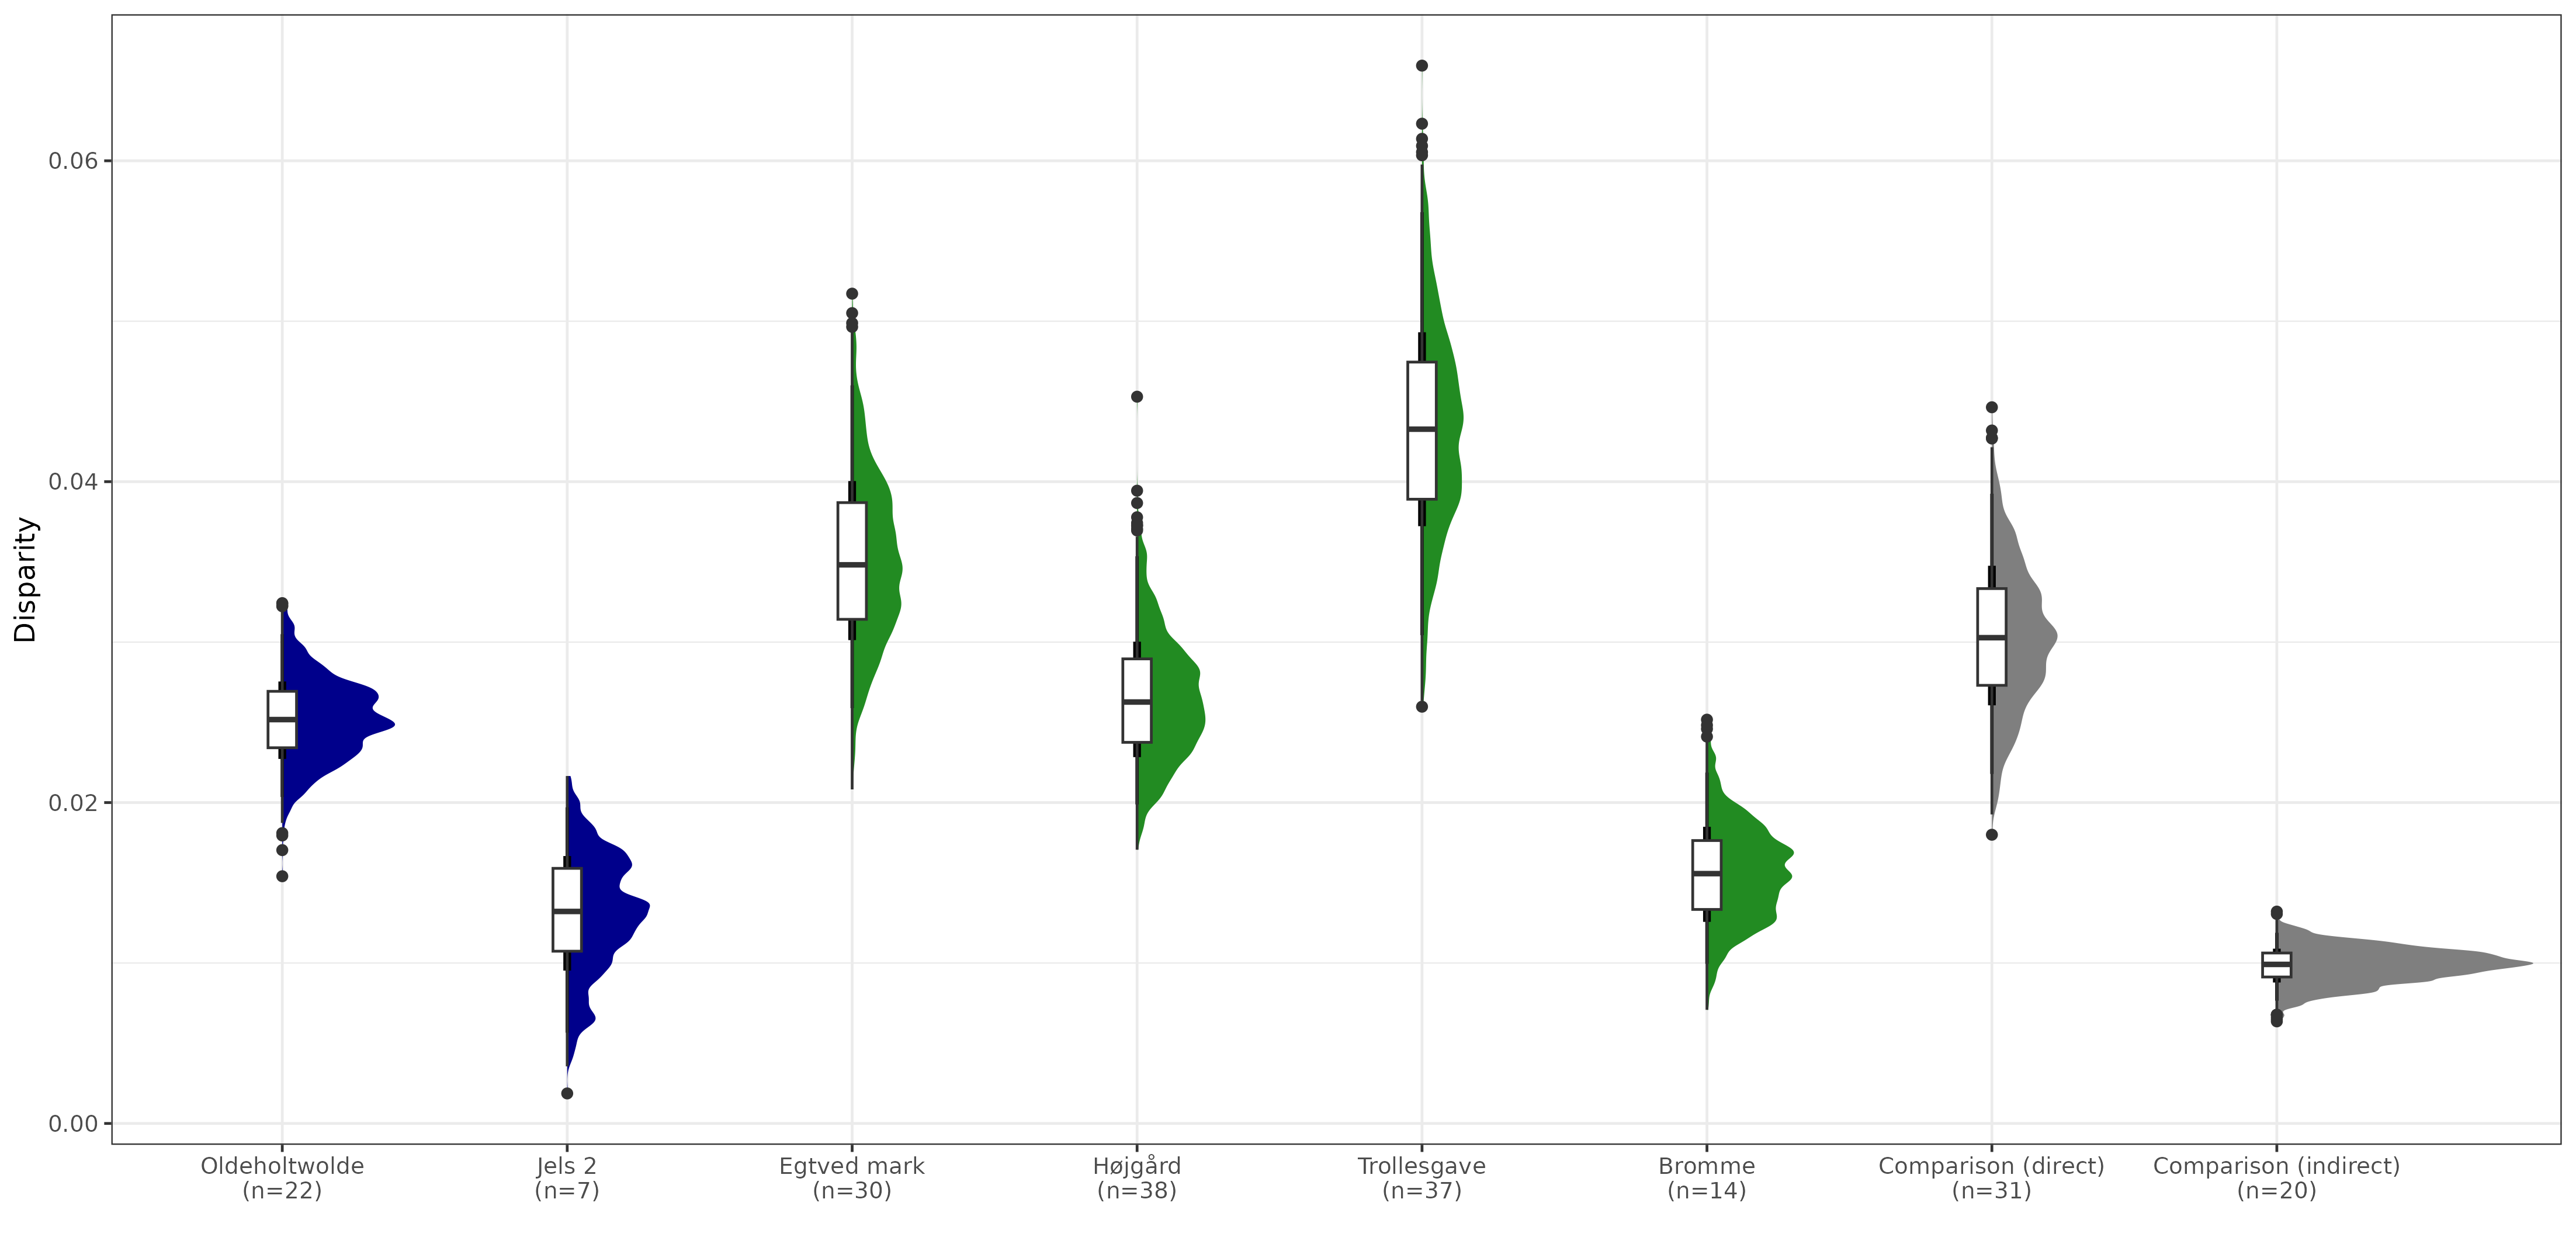 Disparity
0.06
0.04
0.02
0.00
Oldeholtwolde
(n=22)
Jels 2
(n=7)
Egtved mark
(n=30)
Højgård
(n=38)
Trollesgave
(n=37)
Bromme
(n=14)
Comparison (direct)
(n=31)
Comparison (indirect)
(n=20)